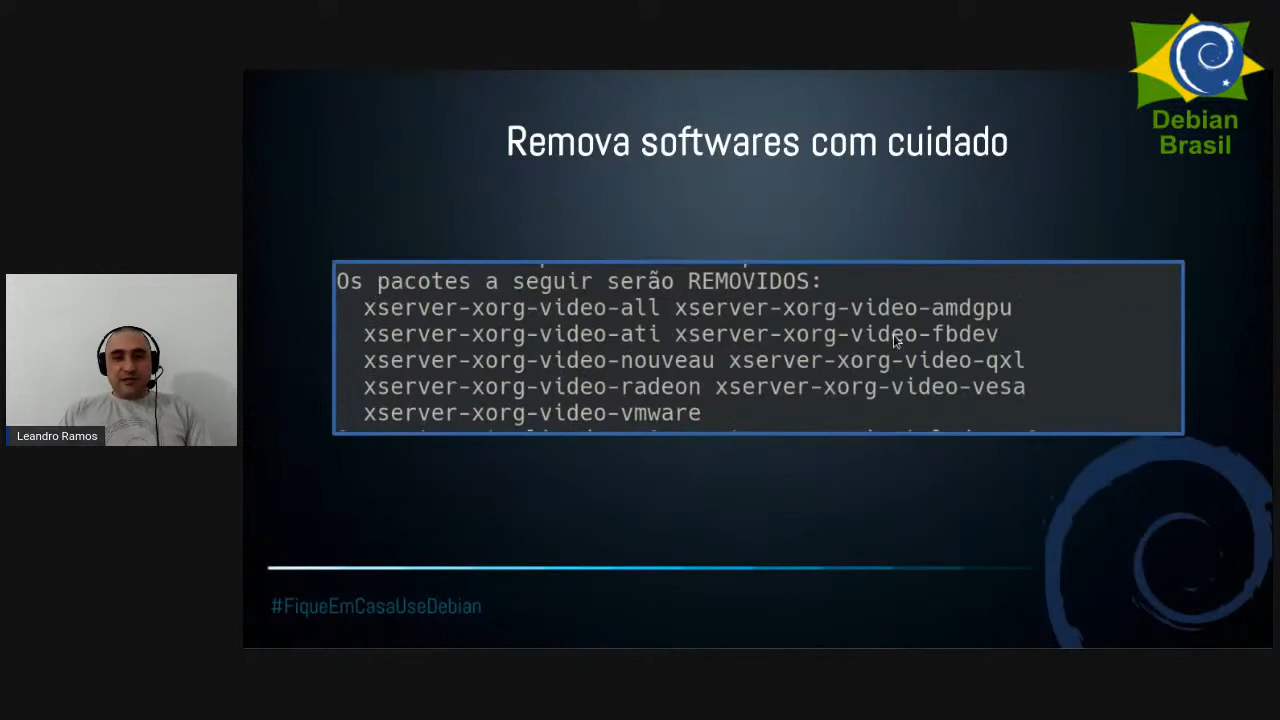 Debian
Brasil
Remova softwares com cuidado
Os pacotes a seguir serão REMOVIDOS:
xserver-xorg-video-all xserver-xorg-video-amdgpu
xserver-xorg-video-ati xserver-xorg-video-fbdev
xserver-xorg-video-nouveau xserver-xorg-video-qxl
xserver-xorg-video-radeon xserver-xorg-video-vesa
xserver-xorg-video-vmware
Leandro Ramos
#FiqueEmCasaUseDebian